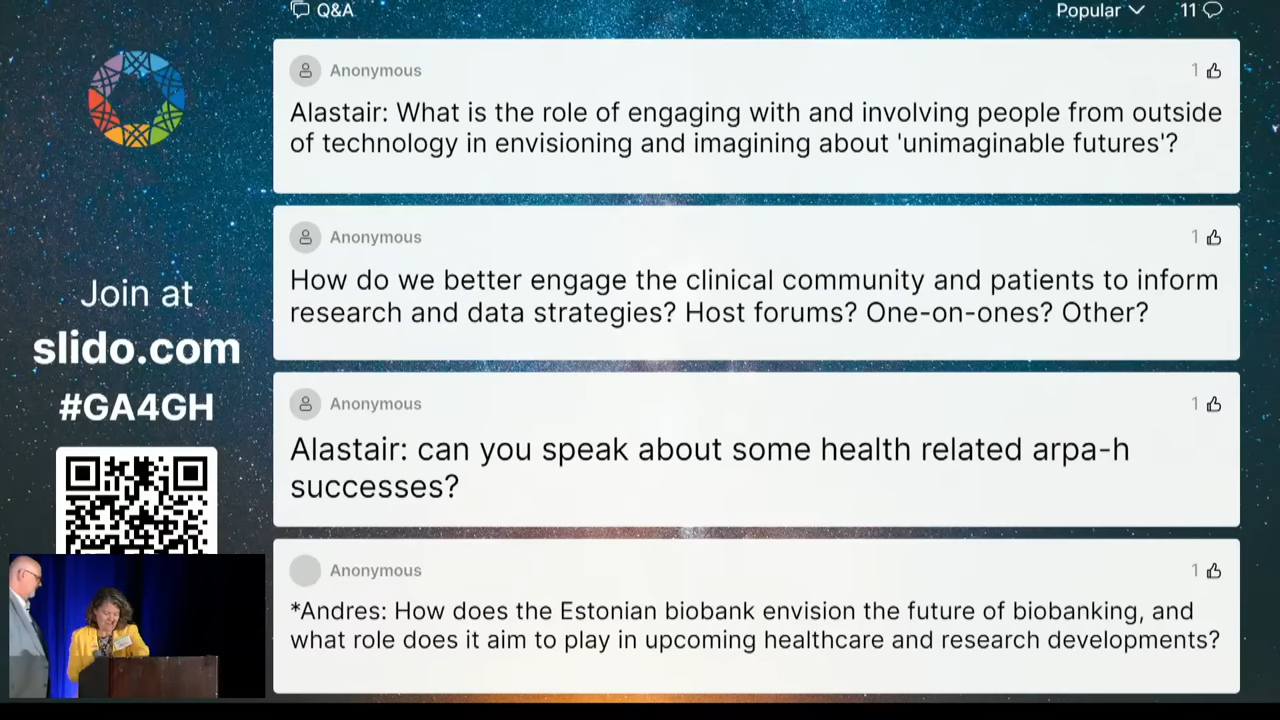 Q&A
Popular
11
Join at
slido.com
#GA4GH
Anonymous
1
Alastair: What is the role of engaging with and involving people from outside
of technology in envisioning and imagining about 'unimaginable futures'?
Anonymous
1
How do we better engage the clinical community and patients to inform
research and data strategies? Host forums? One-on-ones? Other?
Anonymous
1
Alastair: can you speak about some health related arpa-h
successes?
Anonymous
1
*Andres: How does the Estonian biobank envision the future of biobanking, and
what role does it aim to play in upcoming healthcare and research developments?